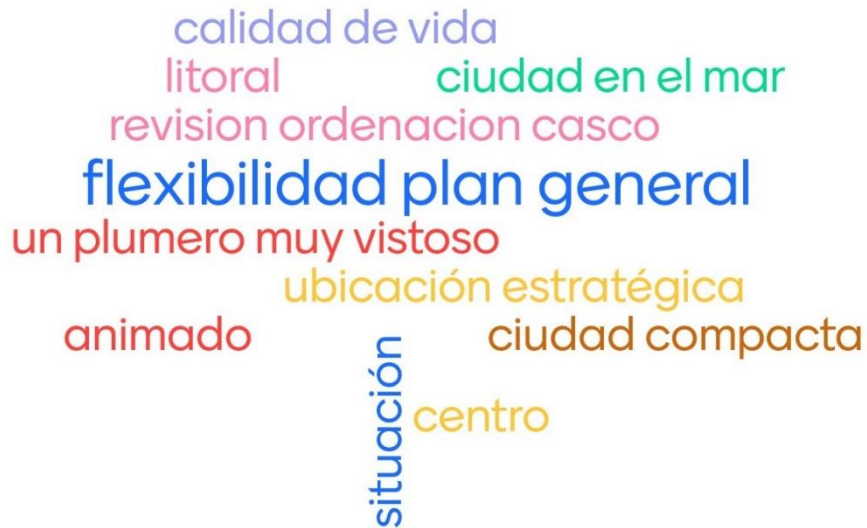 calidad de vida
litoral
ciudad en el mar
revision ordenacion casco
flexibilidad plan general
un plumero muy vistoso
ubicación estratégica
animado
ciudad compacta
situación
centro